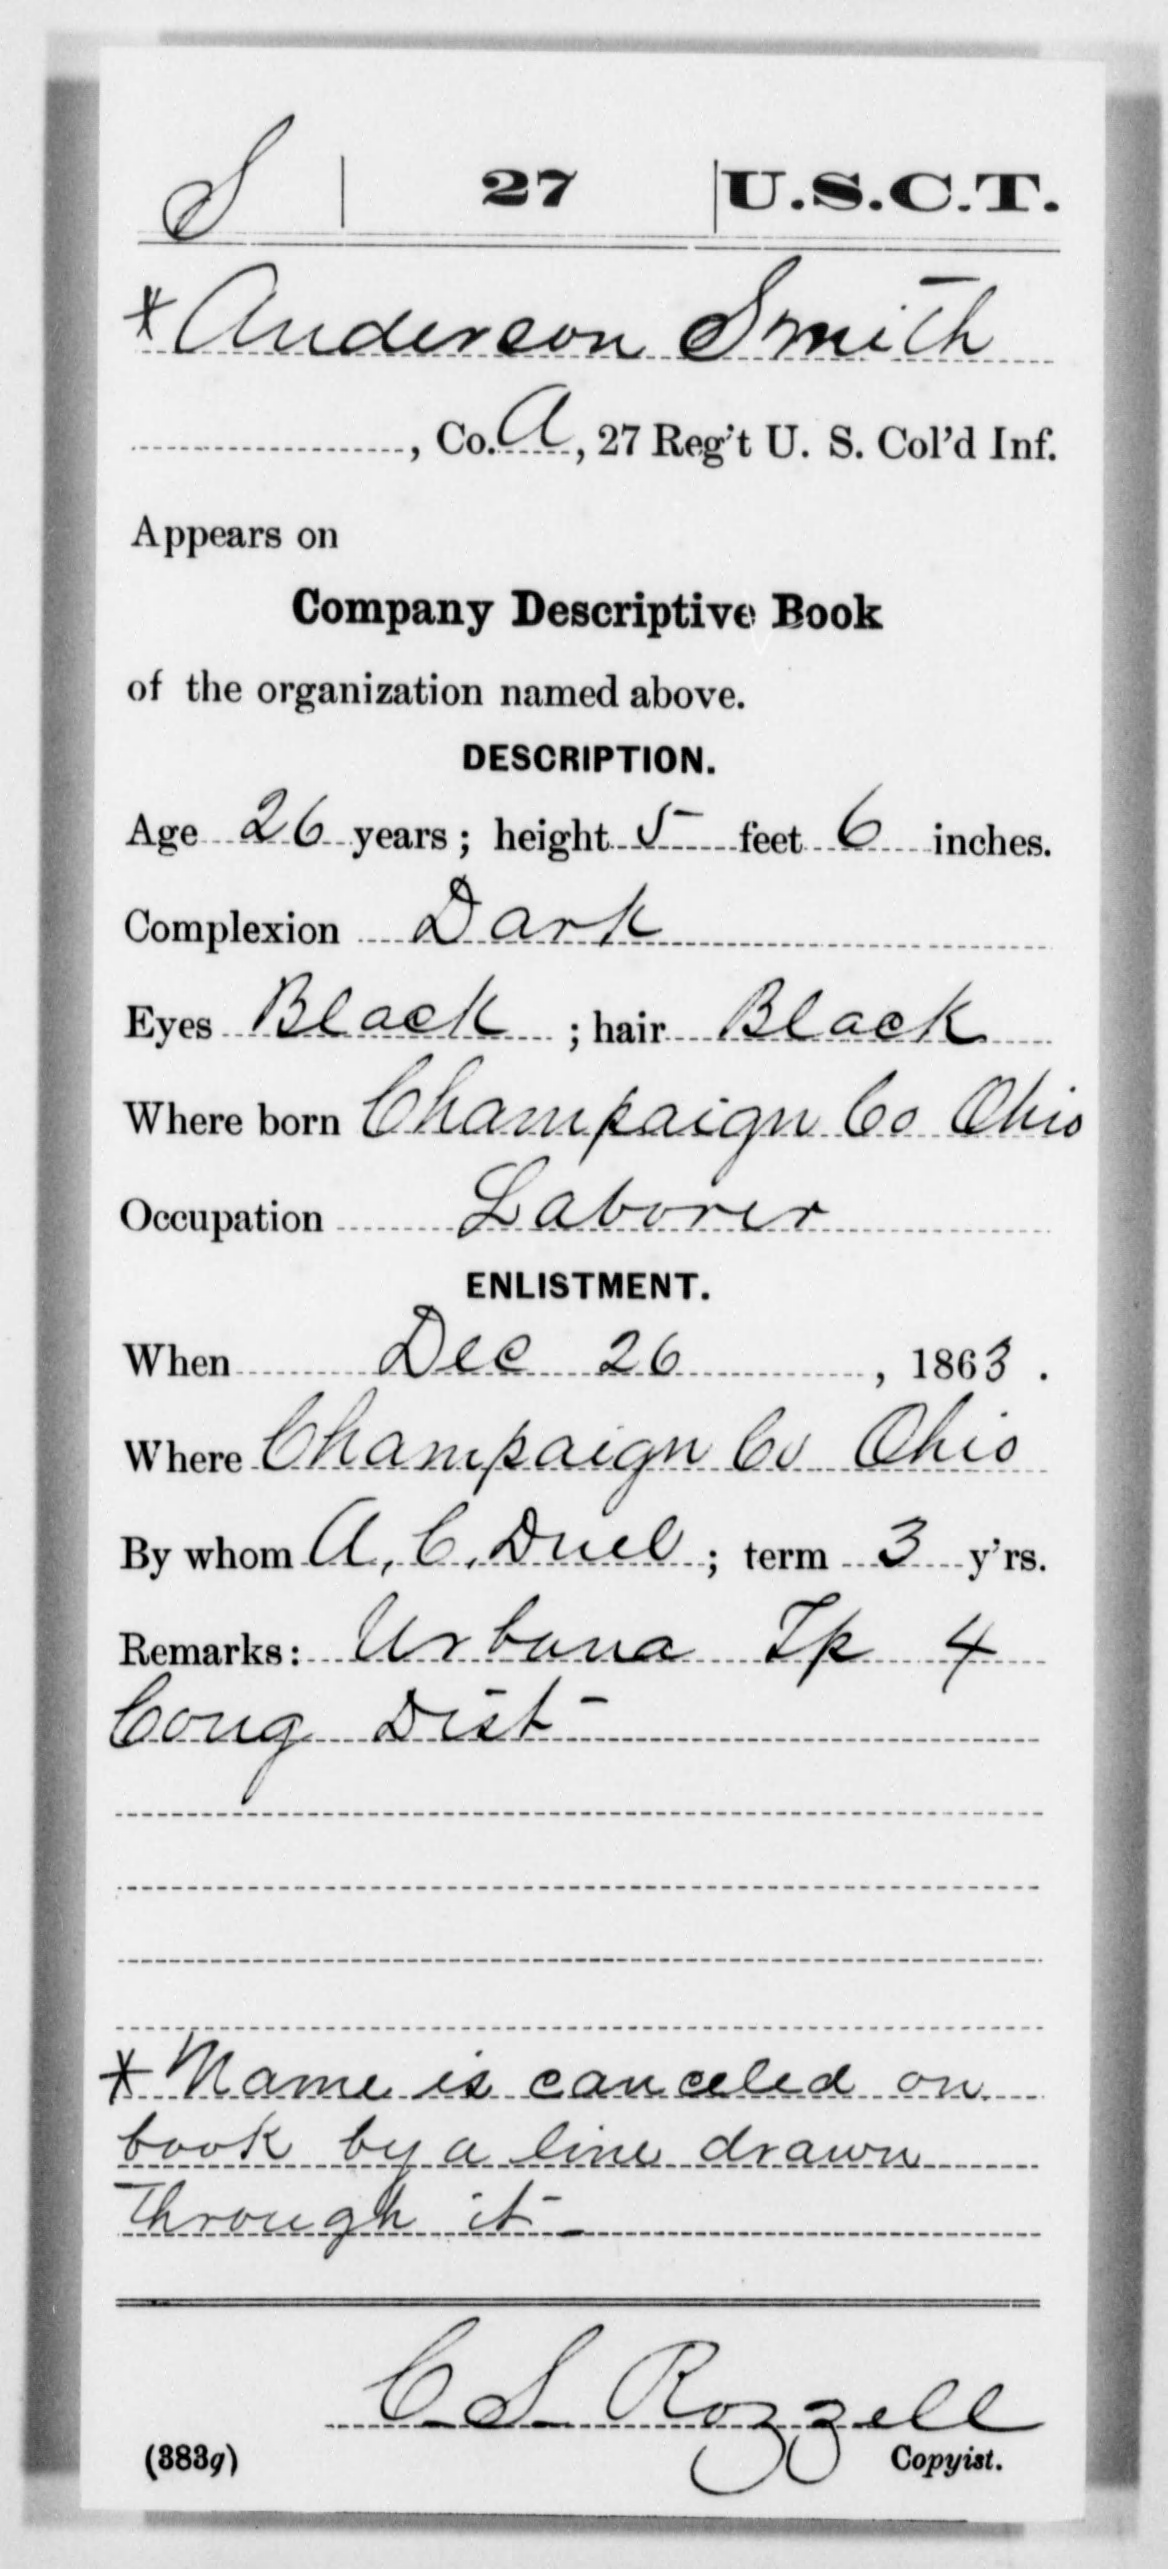 S | 27 | U.S.C.T.
* Anderson Smith
, Co. A, 27 Reg't U. S. Col'd Inf.
Appears on
Company Descriptive Book
of the organization named above.
DESCRIPTION.
Age 26 years; height 5 feet 6 inches.
Complexion Dark
Eyes Black; hair Black
Where born Champaign Co Ohio
Occupation Laborer
ENLISTMENT.
When Dec 26, 1863.
Where Champaign Co Ohio
By whom A. C. Duel; term 3 y'rs.
Remarks: Urbana Tp 4
Cong Dist
* Name is canceled on
book by a line drawn
through it
C S Rozzell
(383g) Copyist.